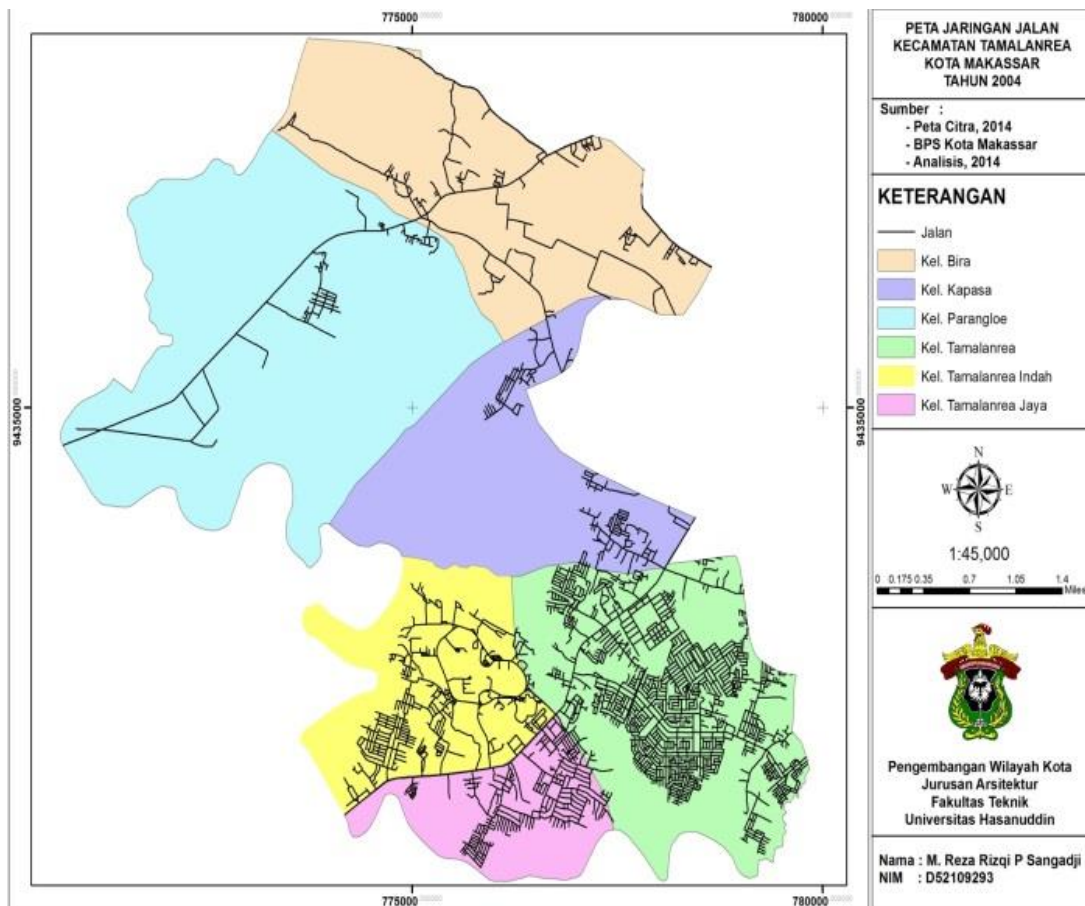 775000
780000
9435000
9435000
775000
780000
PETA JARINGAN JALAN
KECAMATAN TAMALANREA
KOTA MAKASSAR
TAHUN 2004
Sumber :
- Peta Citra, 2014
- BPS Kota Makassar
- Analisis, 2014
KETERANGAN
Jalan
Kel. Bira
Kel. Kapasa
Kel. Parangloe
Kel. Tamalanrea
Kel. Tamalanrea Indah
Kel. Tamalanrea Jaya
N
W E
S
1:45,000
0 0.175 0.35 0.7 1.05 1.4
Miles
Pengembangan Wilayah Kota
Jurusan Arsitektur
Fakultas Teknik
Universitas Hasanuddin
Nama : M. Reza Rizqi P Sangadji
NIM : D52109293